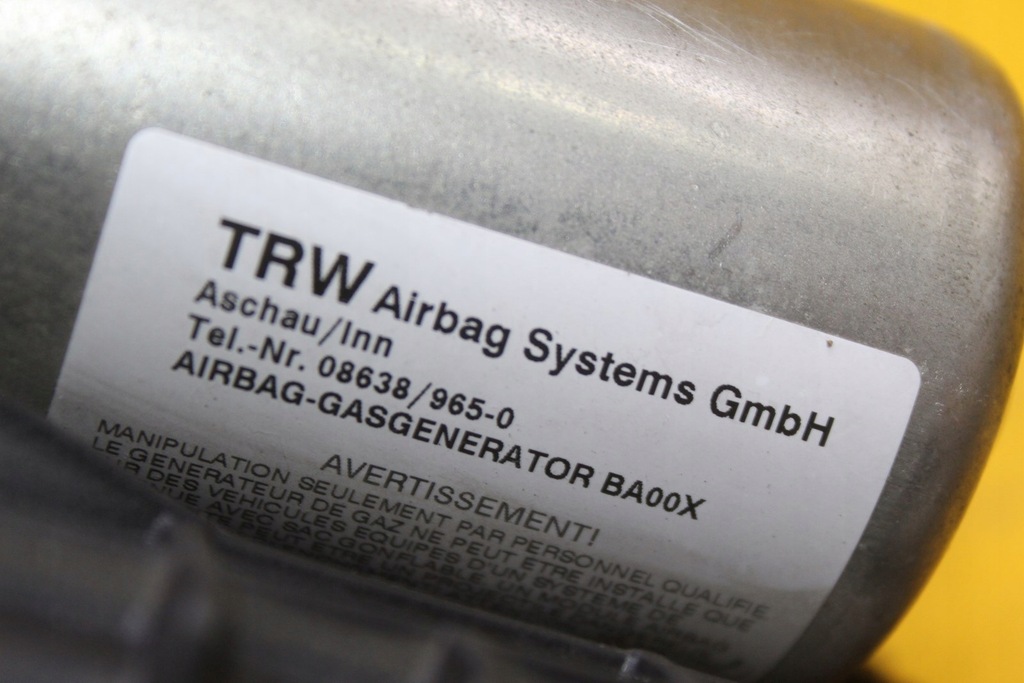 TRW Airbag Systems GmbH
Aschau/Inn
Tel.-Nr. 08638/965-0
AIRBAG-GASGENERATOR BA00X
AVERTISSEMENT!
MANIPULATION SEULEMENT PAR PERSONNEL QUALIFIE
LE GENERATEUR DE GAZ NE PEUT ETRE INSTALLE QUE
DES VEHICULES EQUIPES D'UN SYSTEME DE
AVEC SAC GONFLABLE
PEUT ETRE